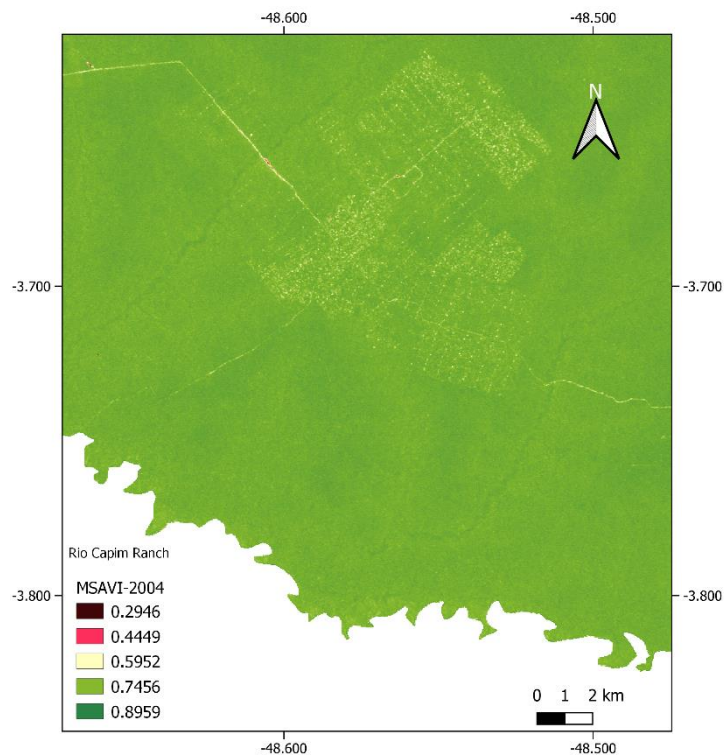 -48.600 -48.500
N
-3.700 -3.700
Rio Capim Ranch
MSAVI-2004
0.2946
0.4449
0.5952
0.7456
0.8959
-3.800 -3.800
0 1 2 km
-48.600 -48.500